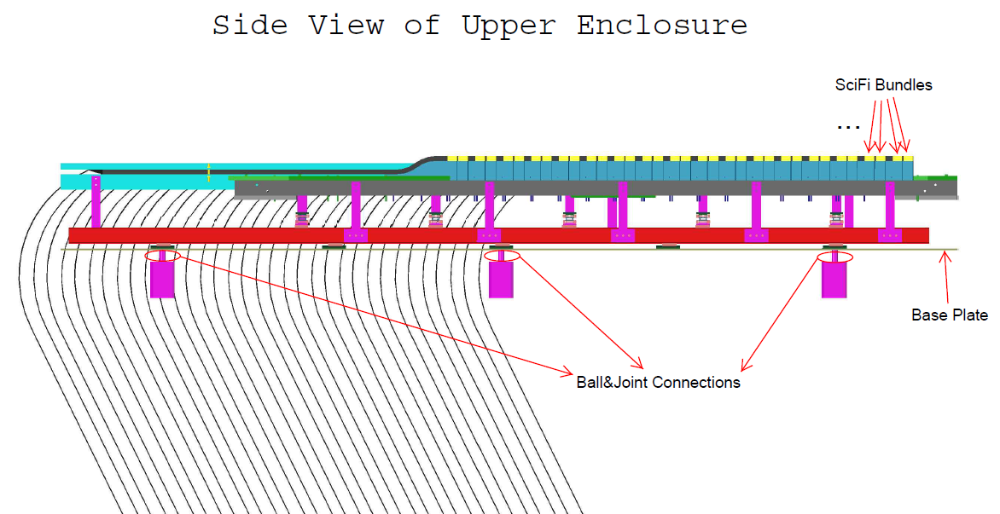 Side View of Upper Enclosure
SciFi Bundles
...
Base Plate
Ball&Joint Connections